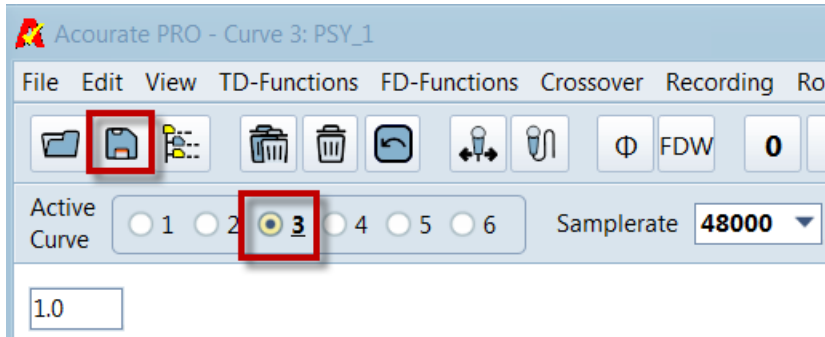 Acourate PRO - Curve 3: PSY_1
File Edit View TD-Functions FD-Functions Crossover Recording Ro
Φ FDW 0
Active Curve 1 2 3 4 5 6 Samplerate 48000
1.0